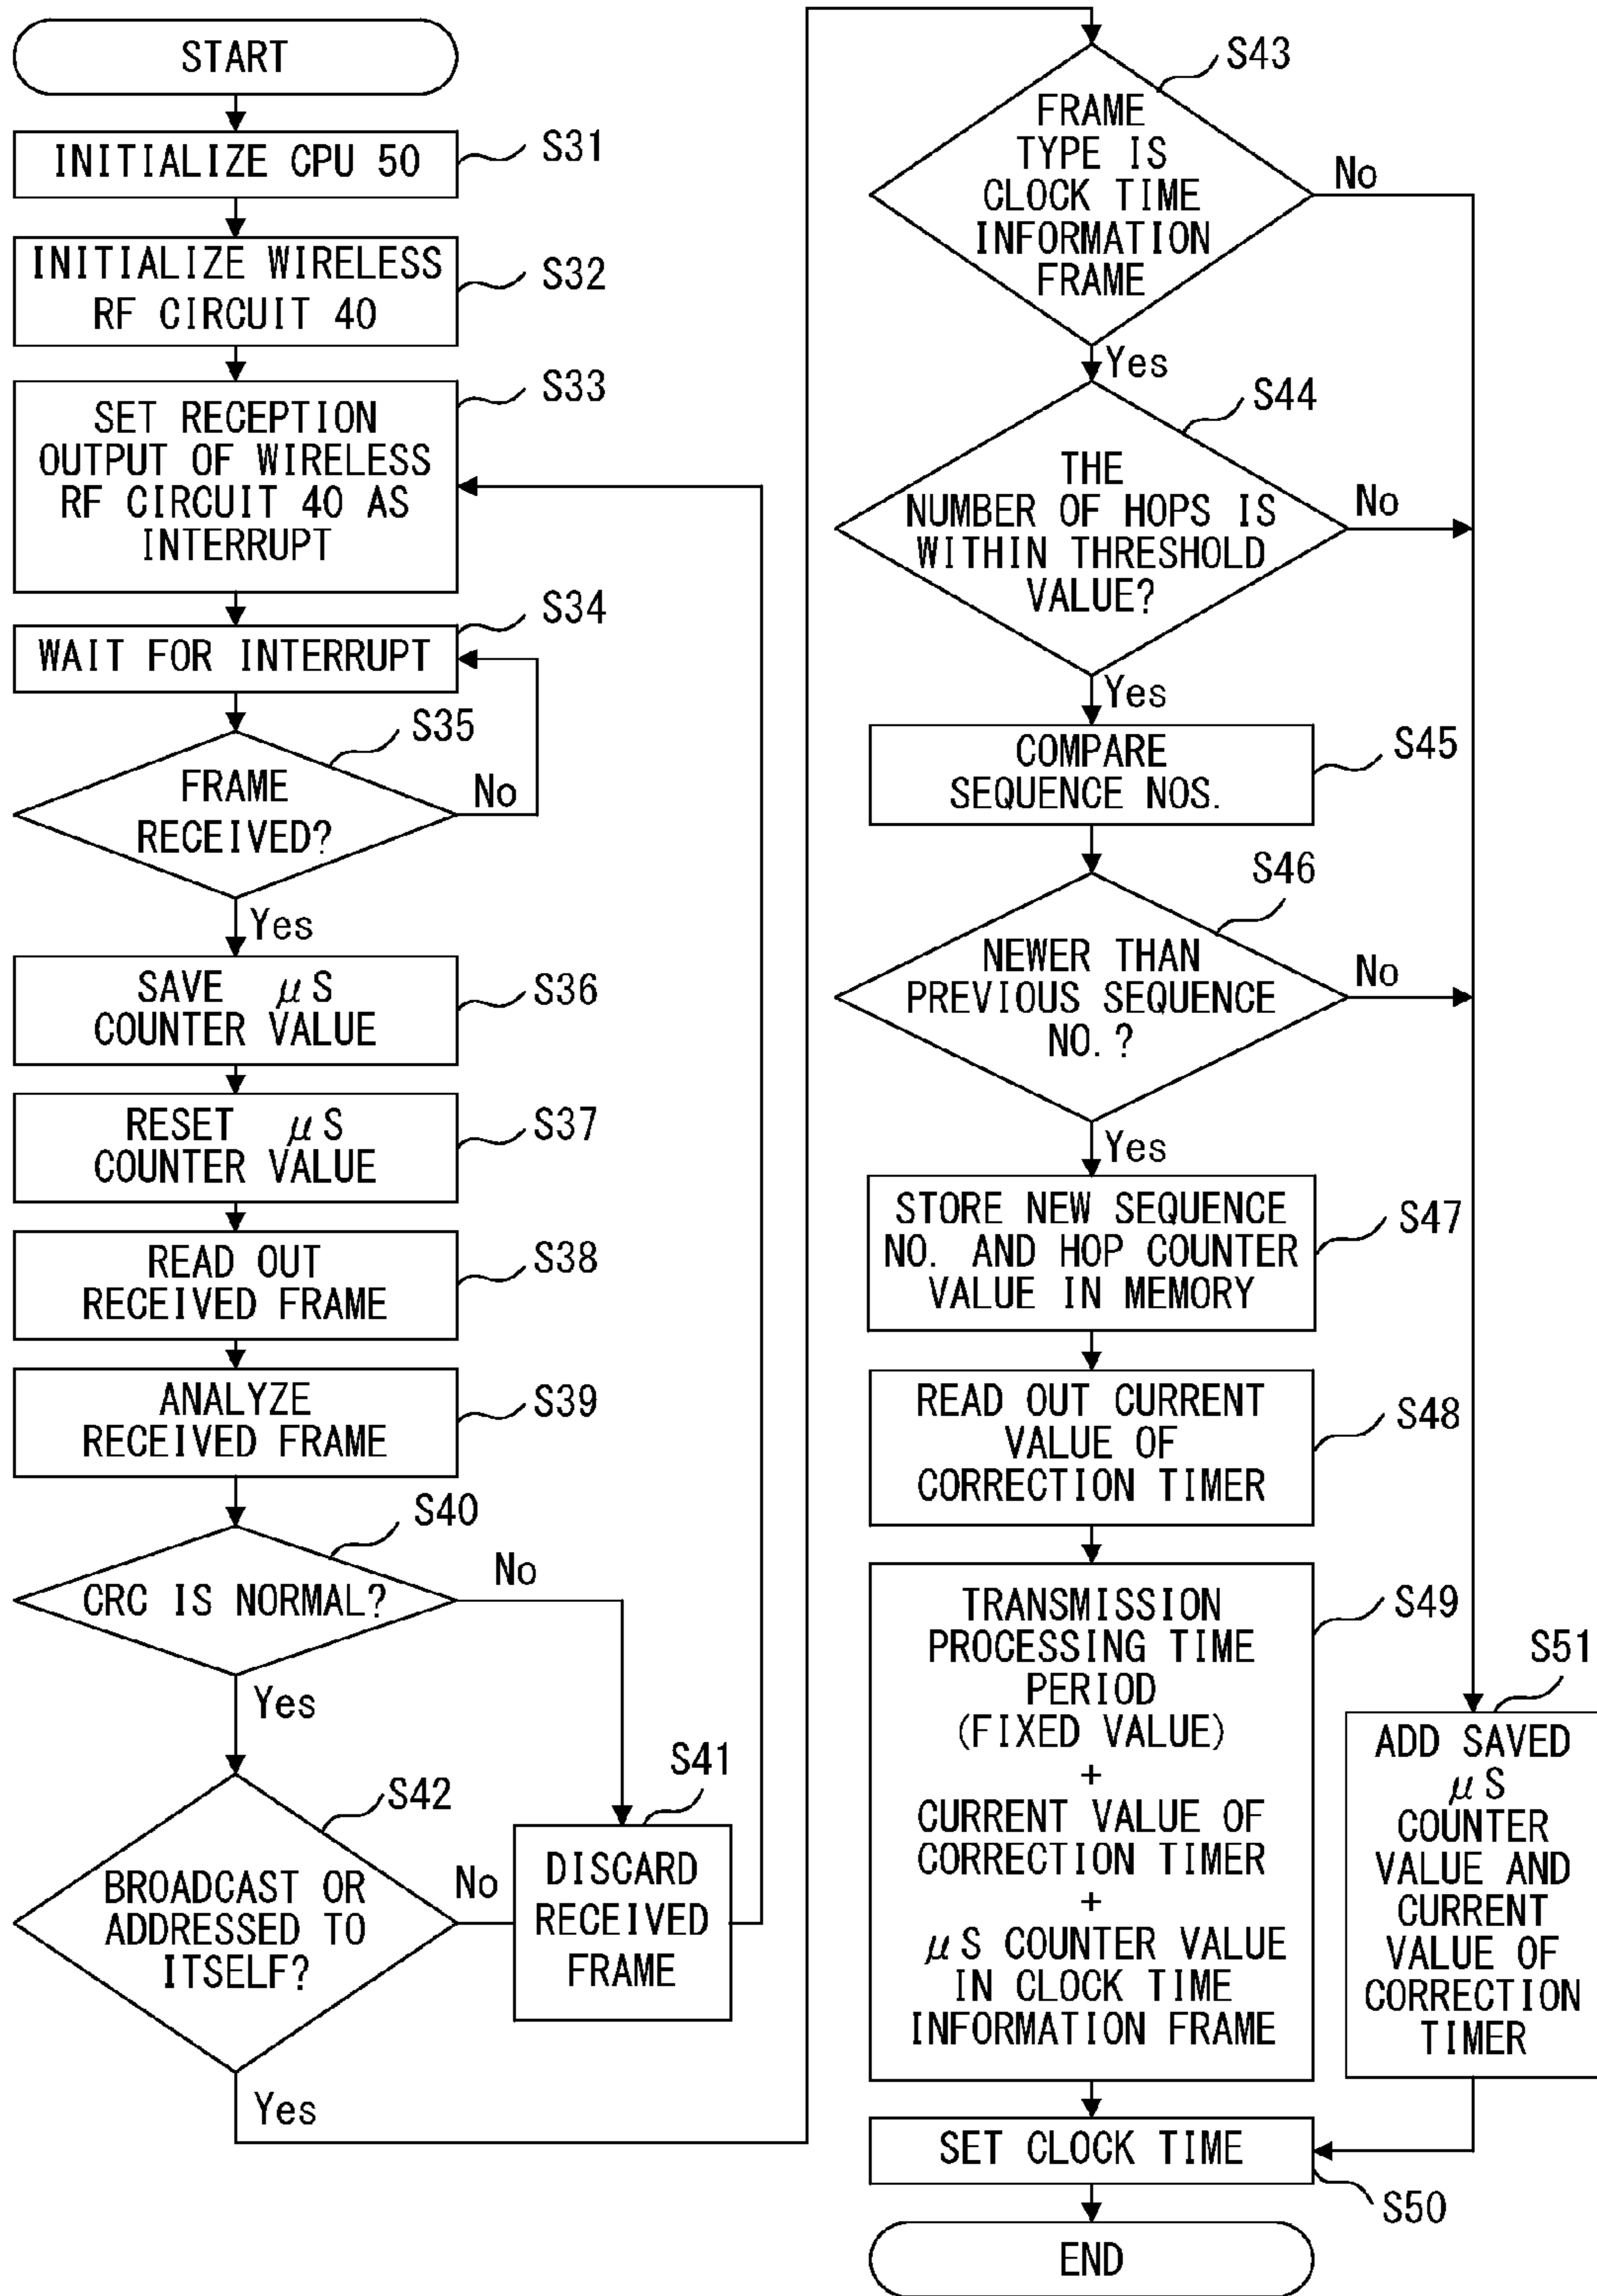 START
INITIALIZE CPU 50
S31
INITIALIZE WIRELESS
RF CIRCUIT 40
S32
SET RECEPTION
OUTPUT OF WIRELESS
RF CIRCUIT 40 AS
INTERRUPT
S33
WAIT FOR INTERRUPT
S34
FRAME
RECEIVED?
S35
No
Yes
SAVE μS
COUNTER VALUE
S36
RESET μS
COUNTER VALUE
S37
READ OUT
RECEIVED FRAME
S38
ANALYZE
RECEIVED FRAME
S39
CRC IS NORMAL?
S40
No
Yes
DISCARD
RECEIVED
FRAME
S41
BROADCAST OR
ADDRESSED TO
ITSELF?
S42
No
Yes
FRAME
TYPE IS
CLOCK TIME
INFORMATION
FRAME
S43
No
Yes
THE
NUMBER OF HOPS IS
WITHIN THRESHOLD
VALUE?
S44
No
Yes
COMPARE
SEQUENCE NOS.
S45
NEWER THAN
PREVIOUS SEQUENCE
NO.?
S46
No
Yes
STORE NEW SEQUENCE
NO. AND HOP COUNTER
VALUE IN MEMORY
S47
READ OUT CURRENT
VALUE OF
CORRECTION TIMER
S48
TRANSMISSION
PROCESSING TIME
PERIOD
(FIXED VALUE)
+
CURRENT VALUE OF
CORRECTION TIMER
+
μS COUNTER VALUE
IN CLOCK TIME
INFORMATION FRAME
S49
ADD SAVED
μS
COUNTER
VALUE AND
CURRENT
VALUE OF
CORRECTION
TIMER
S51
SET CLOCK TIME
S50
END